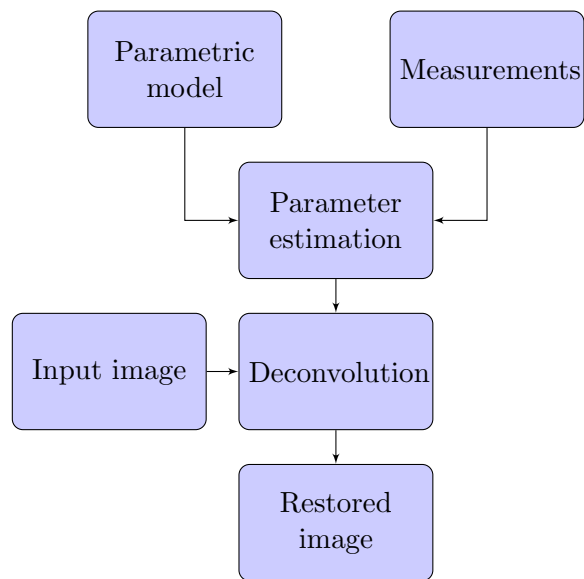 Parametric
model
Measurements
Parameter
estimation
Input image
Deconvolution
Restored
image